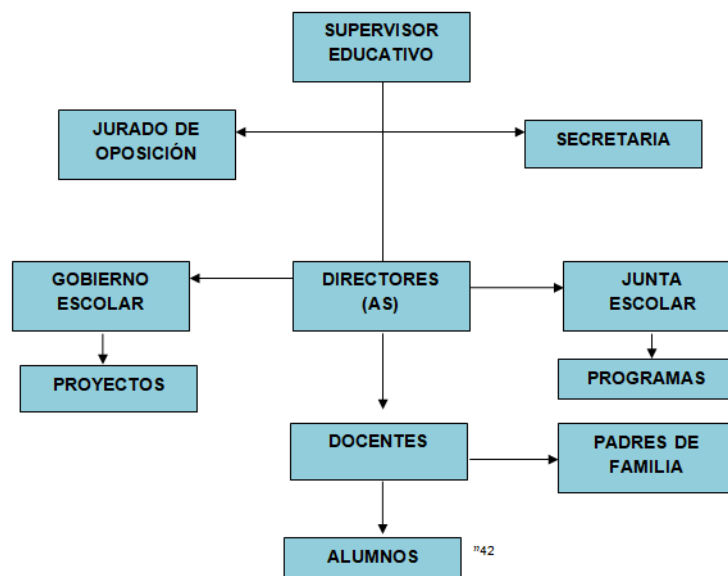 SUPERVISOR
EDUCATIVO
JURADO DE
OPOSICIÓN
SECRETARIA
GOBIERNO
ESCOLAR
DIRECTORES
(AS)
JUNTA
ESCOLAR
PROYECTOS
PROGRAMAS
DOCENTES
PADRES DE
FAMILIA
ALUMNOS
"42